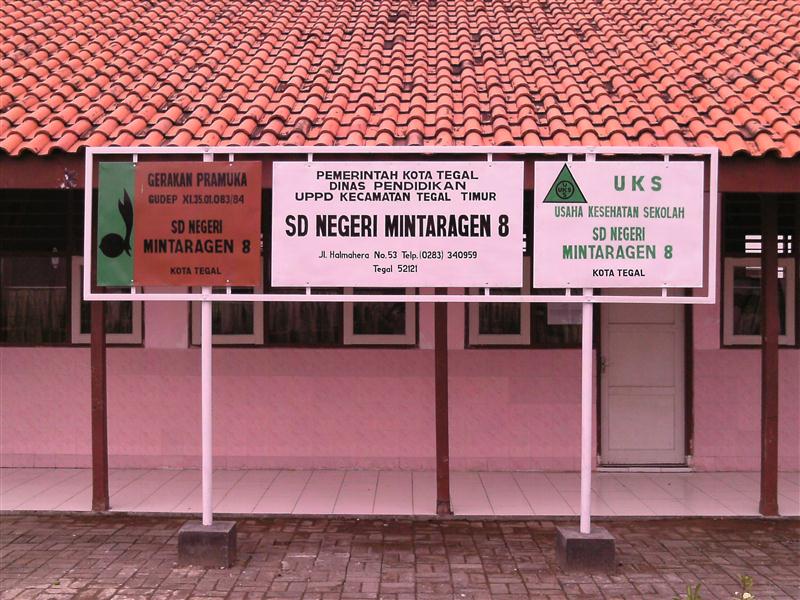 GERAKAN PRAMUKA
GUDEP XI.35.01.083/84
SD NEGERI
MINTARAGEN 8
KOTA TEGAL
PEMERINTAH KOTA TEGAL
DINAS PENDIDIKAN
UPPD KECAMATAN TEGAL TIMUR
SD NEGERI MINTARAGEN 8
Jl. Halmahera No.53 Telp.(0283) 340959
Tegal 52121
UKS
UKS
USAHA KESEHATAN SEKOLAH
SD NEGERI
MINTARAGEN 8
KOTA TEGAL